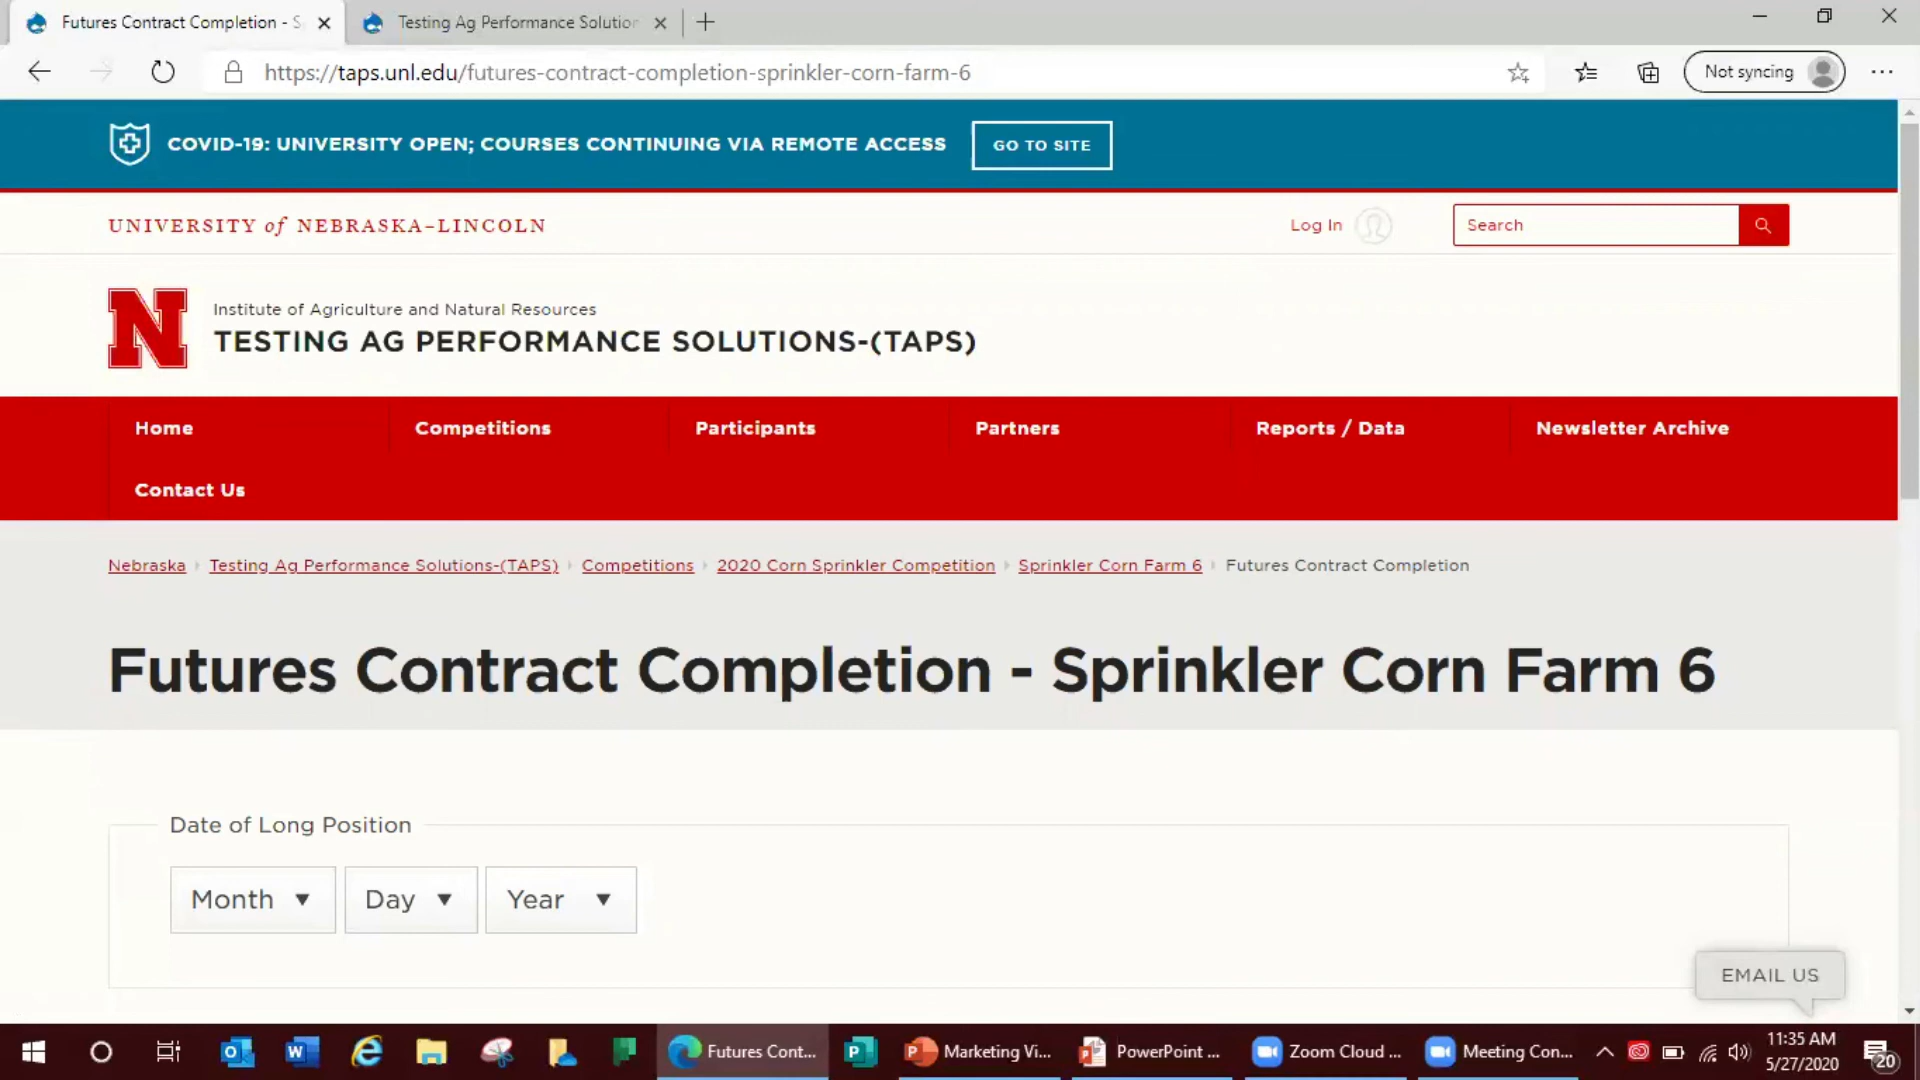 Futures Contract Completion - S
Testing Ag Performance Solution
https://taps.unl.edu/futures-contract-completion-sprinkler-corn-farm-6
Not syncing
COVID-19: UNIVERSITY OPEN; COURSES CONTINUING VIA REMOTE ACCESS
GO TO SITE
UNIVERSITY of NEBRASKA–LINCOLN
Log In
Search
N
Institute of Agriculture and Natural Resources
TESTING AG PERFORMANCE SOLUTIONS-(TAPS)
Home
Competitions
Participants
Partners
Reports / Data
Newsletter Archive
Contact Us
Nebraska
Testing Ag Performance Solutions-(TAPS)
Competitions
2020 Corn Sprinkler Competition
Sprinkler Corn Farm 6
Futures Contract Completion
Futures Contract Completion - Sprinkler Corn Farm 6
Date of Long Position
Month
Day
Year
EMAIL US
Futures Cont...
Marketing Vi...
PowerPoint ...
Zoom Cloud ...
Meeting Con...
11:35 AM
5/27/2020
20